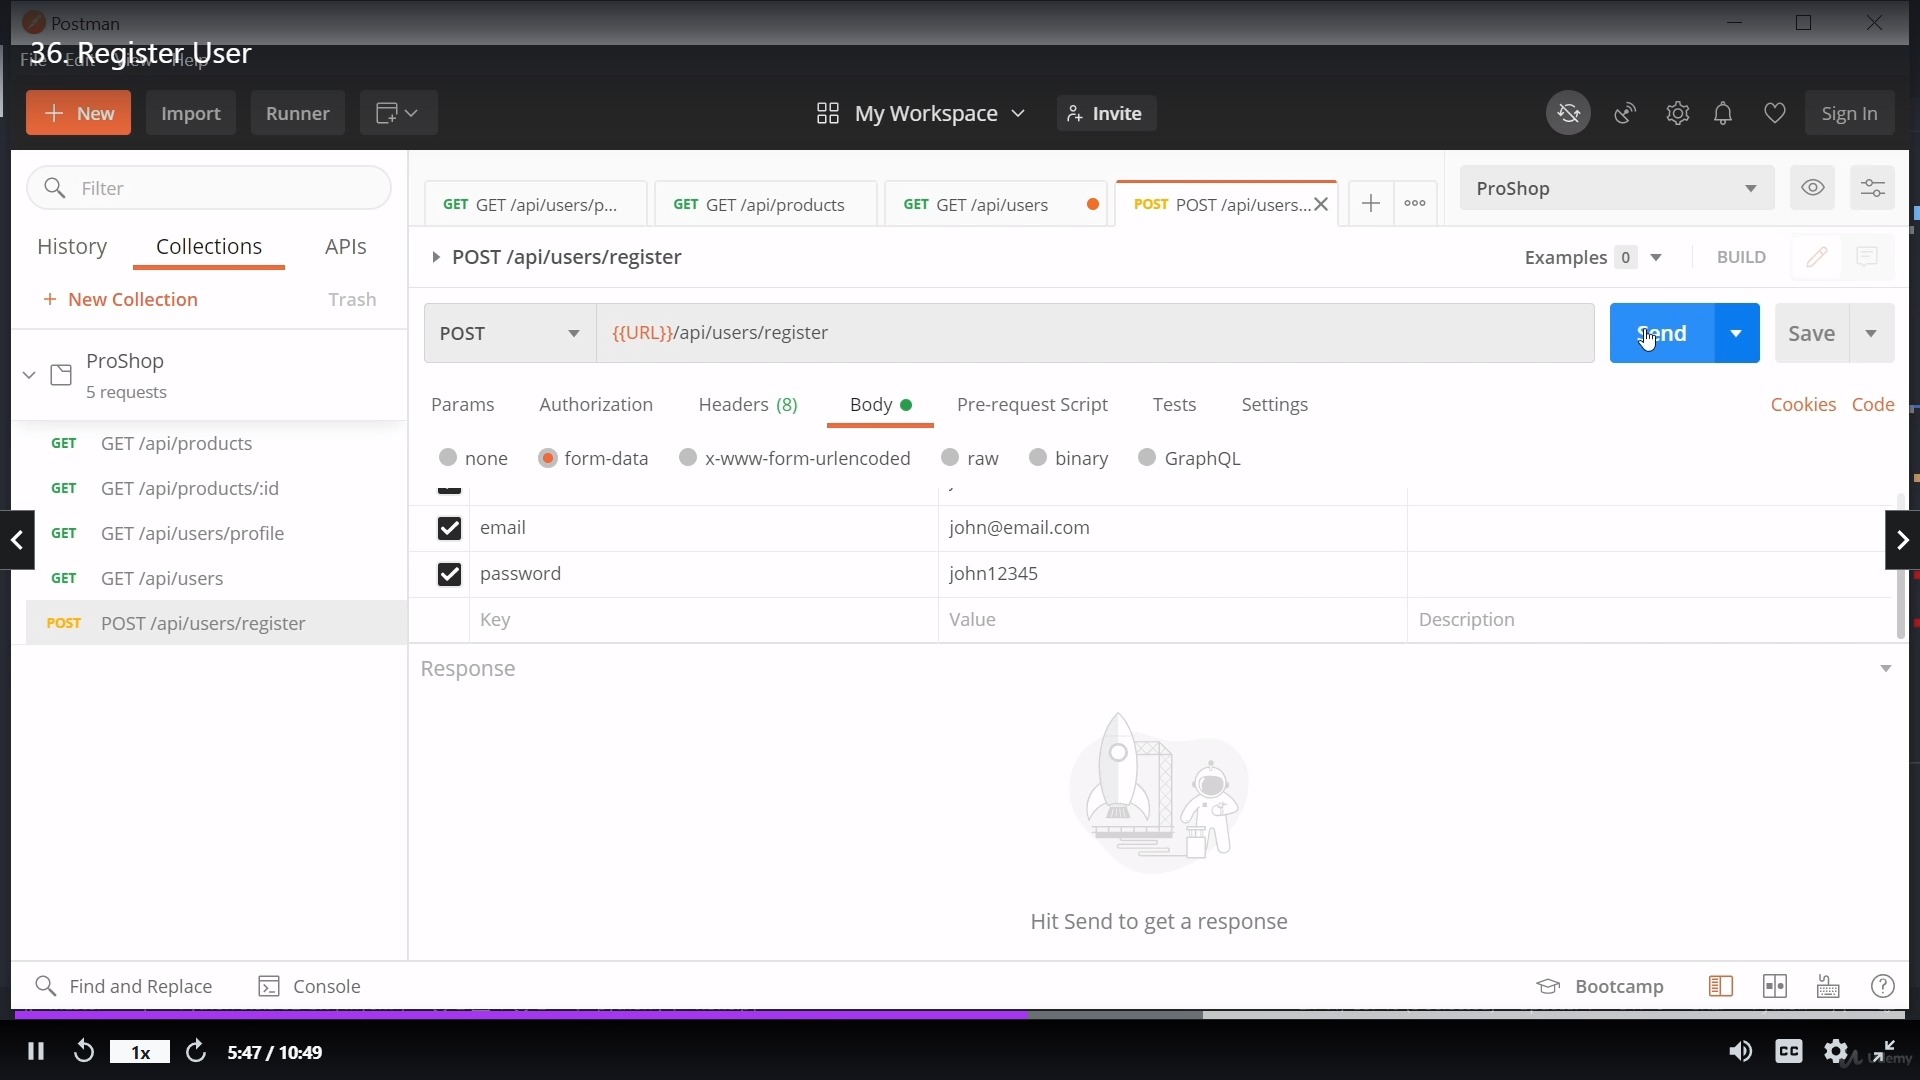 Postman
36. Register User
File Edit View Help
New
Import
Runner
My Workspace
Invite
Sign In
Filter
History
Collections
APIs
+ New Collection
Trash
ProShop
5 requests
GET GET /api/products
GET GET /api/products/:id
GET GET /api/users/profile
GET GET /api/users
POST POST /api/users/register
GET GET /api/users/p...
GET GET /api/products
GET GET /api/users
POST POST /api/users...
ProShop
POST /api/users/register
Examples 0
BUILD
POST
{{URL}}/api/users/register
Send
Save
Params
Authorization
Headers (8)
Body
Pre-request Script
Tests
Settings
Cookies
Code
none
form-data
x-www-form-urlencoded
raw
binary
GraphQL
email
john@email.com
password
john12345
Key
Value
Description
Response
Hit Send to get a response
Find and Replace
Console
Bootcamp
1x
5:47 / 10:49
CC
Udemy